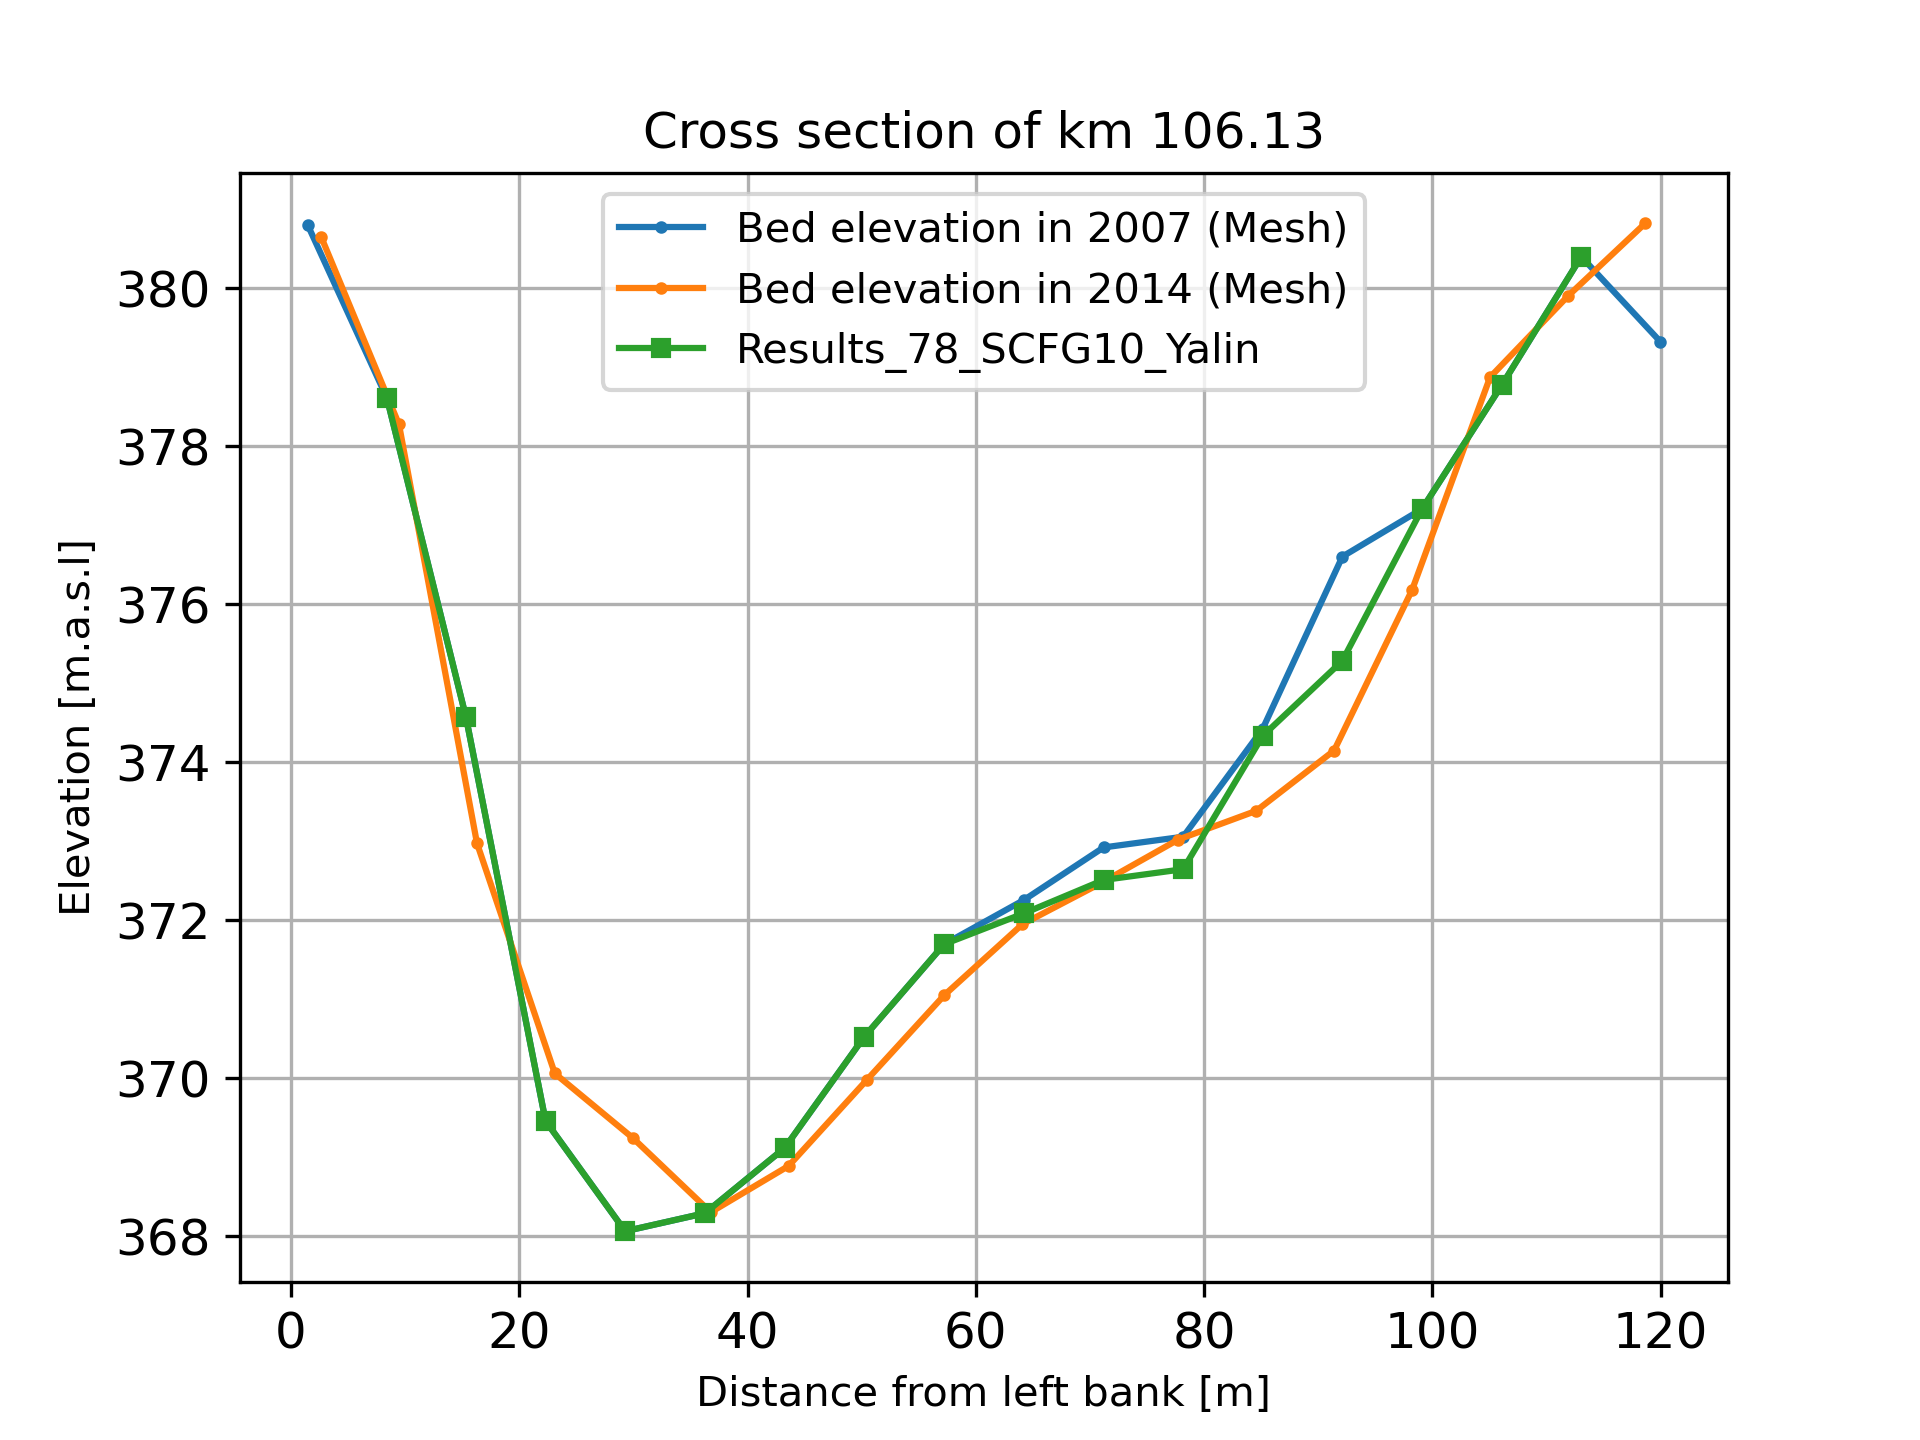 Cross section of km 106.13
Bed elevation in 2007 (Mesh)
Bed elevation in 2014 (Mesh)
Results_78_SCFG10_Yalin
Elevation [m.a.s.l]
380
378
376
374
372
370
368
0 20 40 60 80 100 120
Distance from left bank [m]